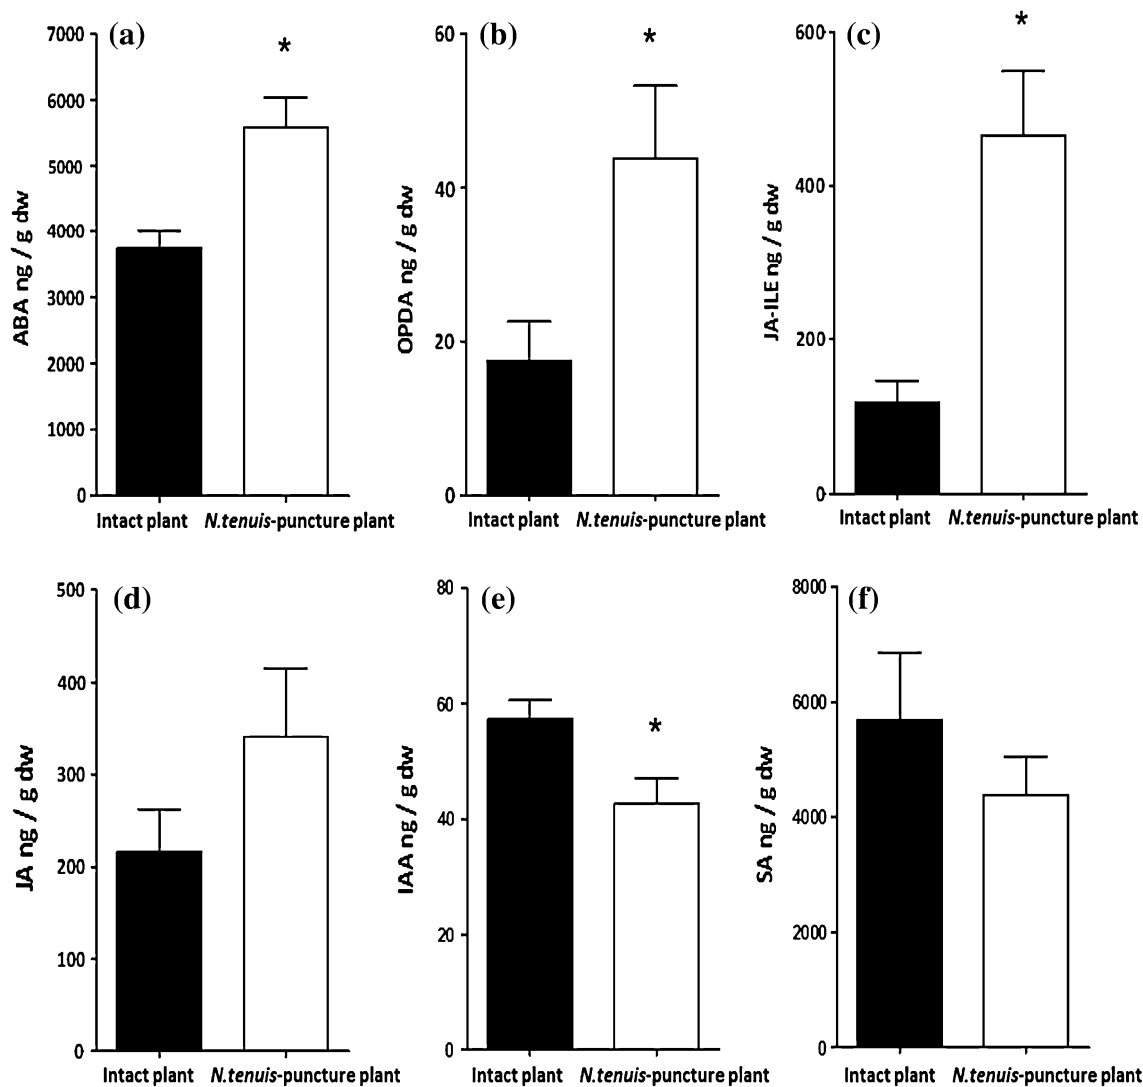 (a)
*
7000
6000
5000
4000
3000
2000
1000
0
ABA ng / g dw
Intact plant
N.tenuis-puncture plant
(b)
*
60
40
20
0
OPDA ng / g dw
Intact plant
N.tenuis-puncture plant
(c)
*
600
400
200
0
JA-ILE ng / g dw
Intact plant
N.tenuis-puncture plant
(d)
500
400
300
200
100
0
JA ng / g dw
Intact plant
N.tenuis-puncture plant
(e)
*
80
60
40
20
0
IAA ng / g dw
Intact plant
N.tenuis-puncture plant
(f)
8000
6000
4000
2000
0
SA ng / g dw
Intact plant
N.tenuis-puncture plant